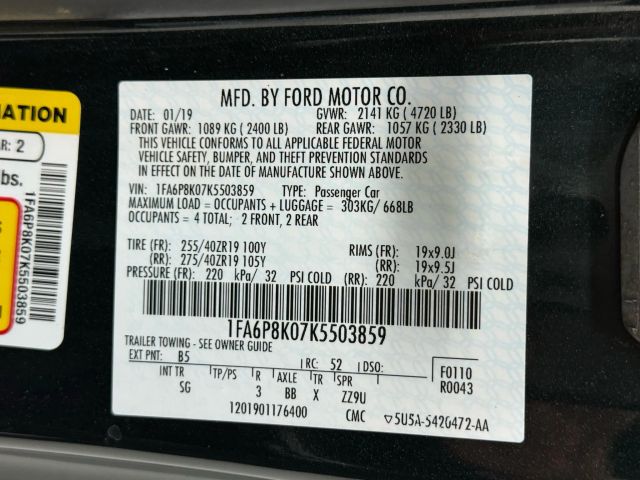 MFD. BY FORD MOTOR CO.
DATE: 01/19 GVWR: 2141 KG ( 4720 LB)
FRONT GAWR: 1089 KG ( 2400 LB) REAR GAWR: 1057 KG ( 2330 LB)
THIS VEHICLE CONFORMS TO ALL APPLICABLE FEDERAL MOTOR
VEHICLE SAFETY, BUMPER, AND THEFT PREVENTION STANDARDS
IN EFFECT ON THE DATE OF MANUFACTURE SHOWN ABOVE.
VIN: 1FA6P8K07K5503859 TYPE: Passenger Car
MAXIMUM LOAD = OCCUPANTS + LUGGAGE = 303KG/ 668LB
OCCUPANTS = 4 TOTAL; 2 FRONT, 2 REAR
TIRE (FR): 255/40ZR19 100Y RIMS (FR): 19x9.0J
(RR): 275/40ZR19 105Y (RR): 19x9.5J
PRESSURE (FR): 220 kPa/ 32 PSI COLD (RR): 220 kPa/ 32 PSI COLD
1FA6P8K07K5503859
TRAILER TOWING - SEE OWNER GUIDE
EXT PNT: B5 RC: 52 DSO: F0110
INT TR TP/PS R AXLE TR SPR R0043
SG 3 BB X ZZ9U
1201901176400 CMC 5U5A-5420472-AA
MATION
AR: 2
bs.
1FA6P8K07K5503859